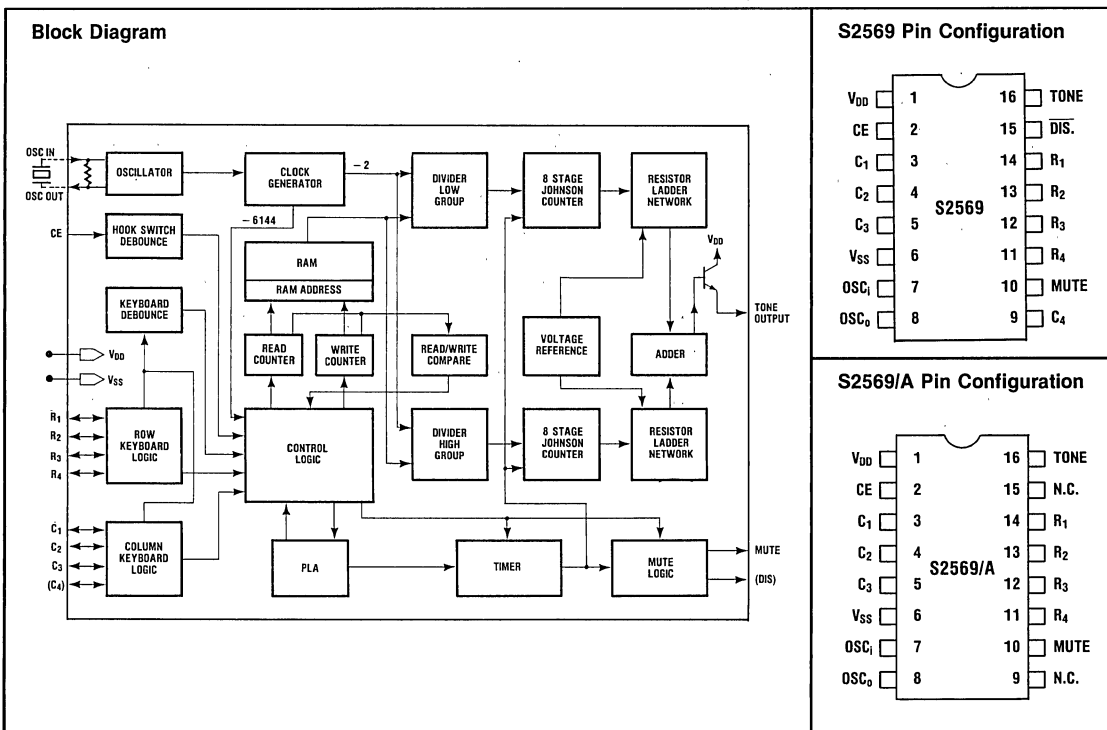 Block Diagram
OSC IN
OSC OUT
OSCILLATOR
CLOCK
GENERATOR
−2
−6144
DIVIDER
LOW
GROUP
8 STAGE
JOHNSON
COUNTER
RESISTOR
LADDER
NETWORK
CE
HOOK SWITCH
DEBOUNCE
RAM
RAM ADDRESS
VDD
TONE
OUTPUT
KEYBOARD
DEBOUNCE
READ
COUNTER
WRITE
COUNTER
READ/WRITE
COMPARE
VOLTAGE
REFERENCE
ADDER
VDD
VSS
R1
R2
R3
R4
ROW
KEYBOARD
LOGIC
CONTROL
LOGIC
DIVIDER
HIGH
GROUP
8 STAGE
JOHNSON
COUNTER
RESISTOR
LADDER
NETWORK
C1
C2
C3
(C4)
COLUMN
KEYBOARD
LOGIC
PLA
TIMER
MUTE
LOGIC
MUTE
(DIS)
S2569 Pin Configuration
VDD 1 16 TONE
CE 2 15 DIS.
C1 3 14 R1
C2 4 13 R2
S2569
C3 5 12 R3
VSS 6 11 R4
OSCi 7 10 MUTE
OSCo 8 9 C4
S2569/A Pin Configuration
VDD 1 16 TONE
CE 2 15 N.C.
C1 3 14 R1
C2 4 13 R2
S2569/A
C3 5 12 R3
VSS 6 11 R4
OSCi 7 10 MUTE
OSCo 8 9 N.C.